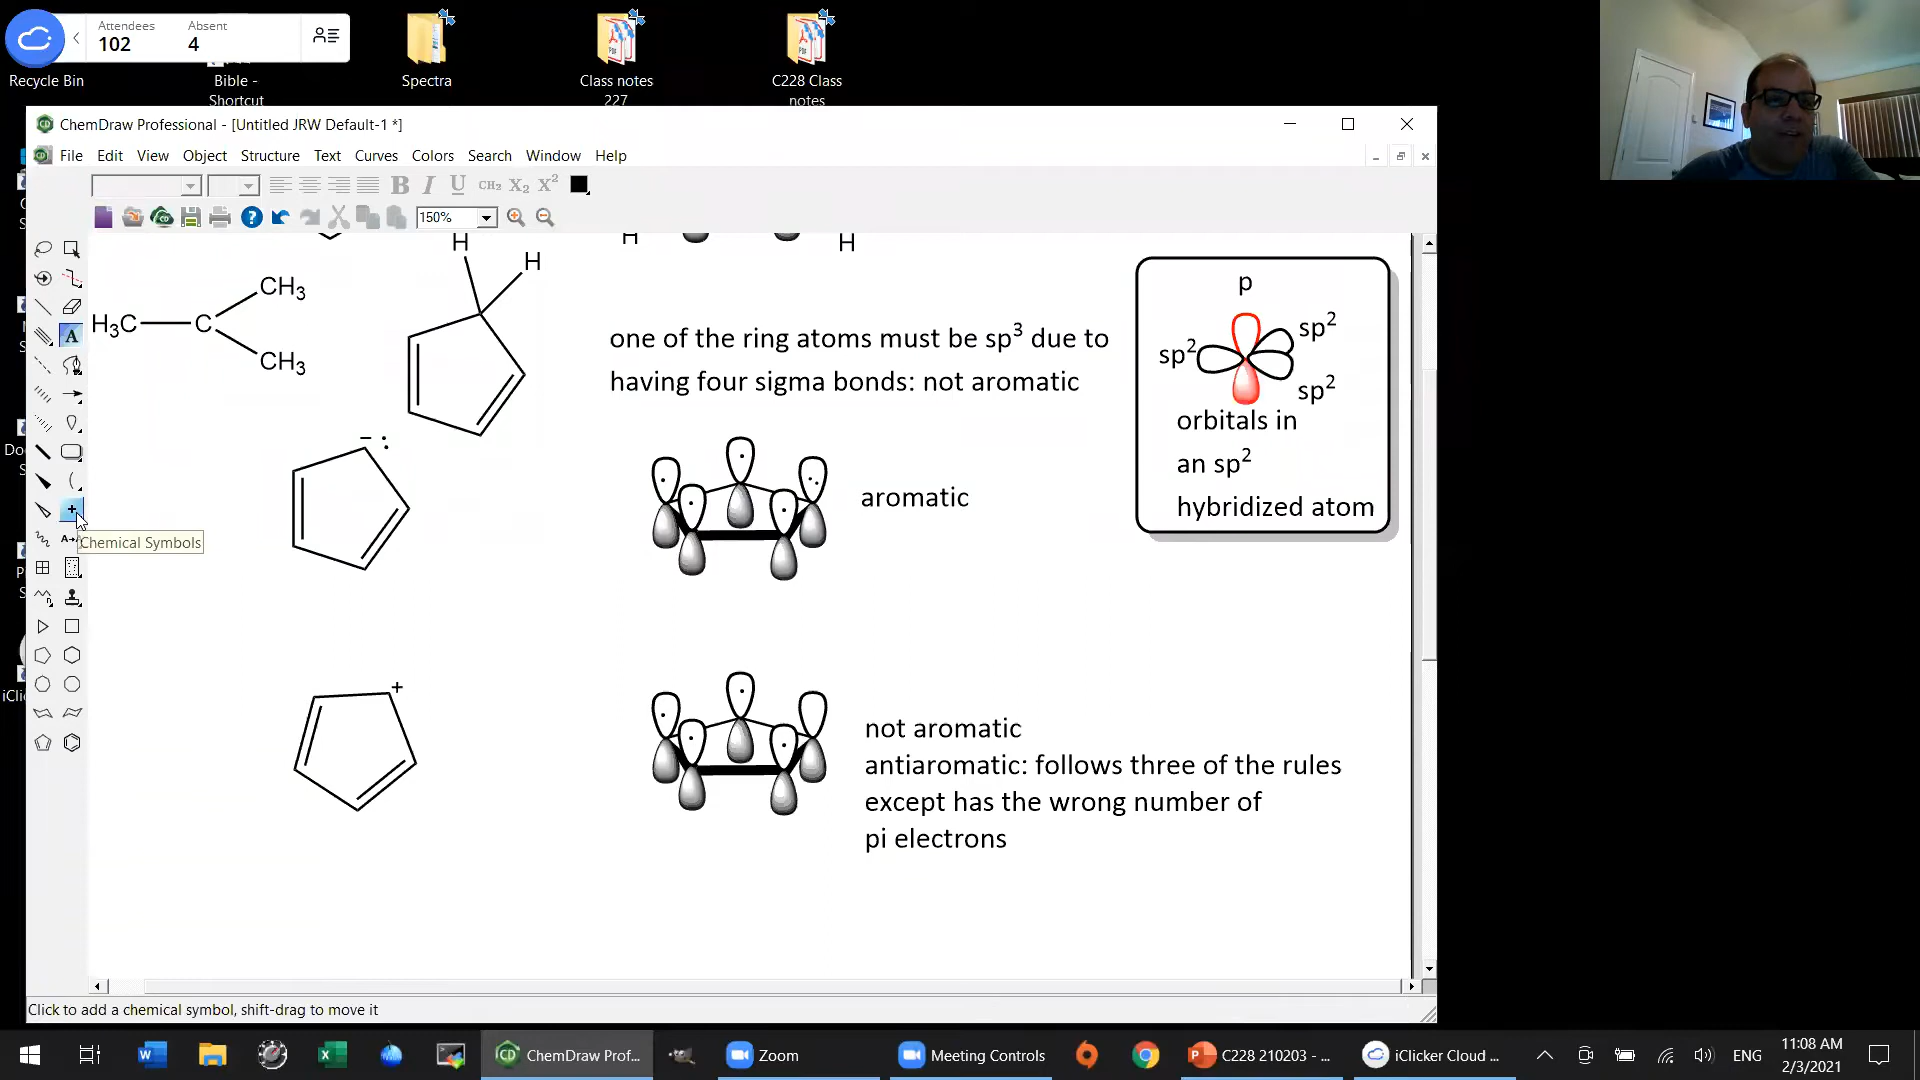 Attendees
102
Absent
4
Recycle Bin
Bible -
Shortcut
Spectra
Class notes
227
C228 Class
notes
ChemDraw Professional - [Untitled JRW Default-1 *]
File Edit View Object Structure Text Curves Colors Search Window Help
B I U CH₂ X₂ X²
150%
H
H
H
H
H₃C
C
CH₃
CH₃
one of the ring atoms must be sp³ due to
having four sigma bonds: not aromatic
p
sp²
sp²
sp²
orbitals in
an sp²
hybridized atom
− :
aromatic
A
Chemical Symbols
+
not aromatic
antiaromatic: follows three of the rules
except has the wrong number of
pi electrons
Click to add a chemical symbol, shift-drag to move it
ChemDraw Prof...
Zoom
Meeting Controls
C228 210203 - ...
iClicker Cloud ...
ENG
11:08 AM
2/3/2021